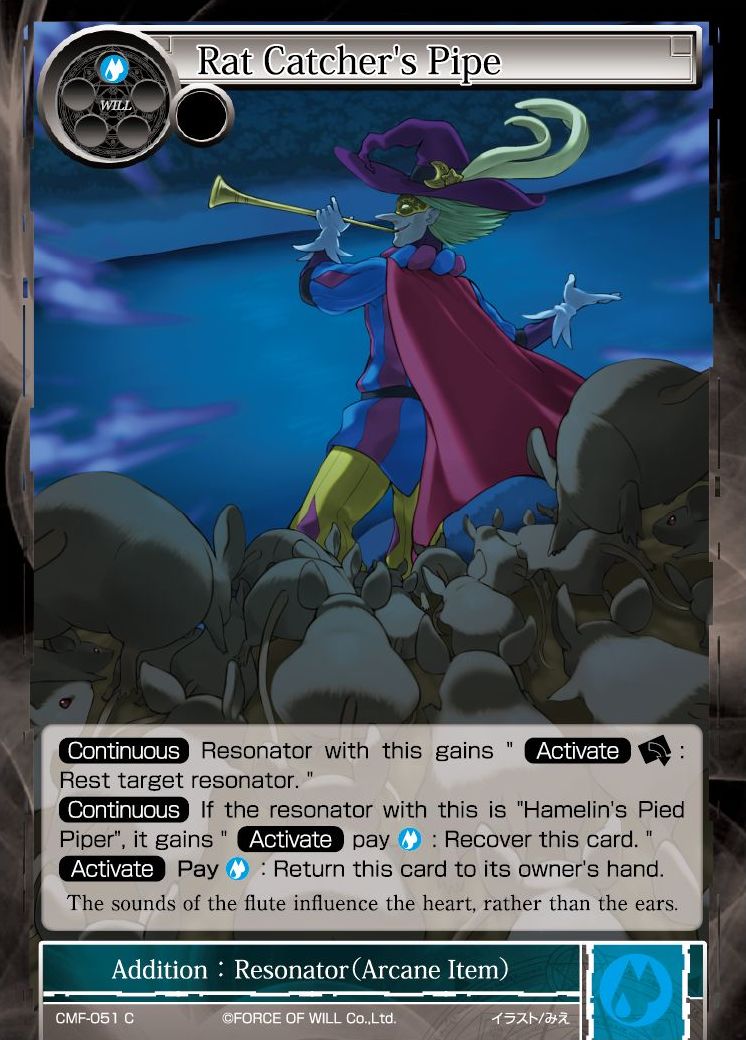 Rat Catcher's Pipe
WILL
Continuous Resonator with this gains " Activate :
Rest target resonator. "
Continuous If the resonator with this is "Hamelin's Pied
Piper", it gains " Activate pay : Recover this card. "
Activate Pay : Return this card to its owner's hand.
The sounds of the flute influence the heart, rather than the ears.
Addition : Resonator(Arcane Item)
CMF-051 C ©FORCE OF WILL Co.,Ltd. イラスト/みえ